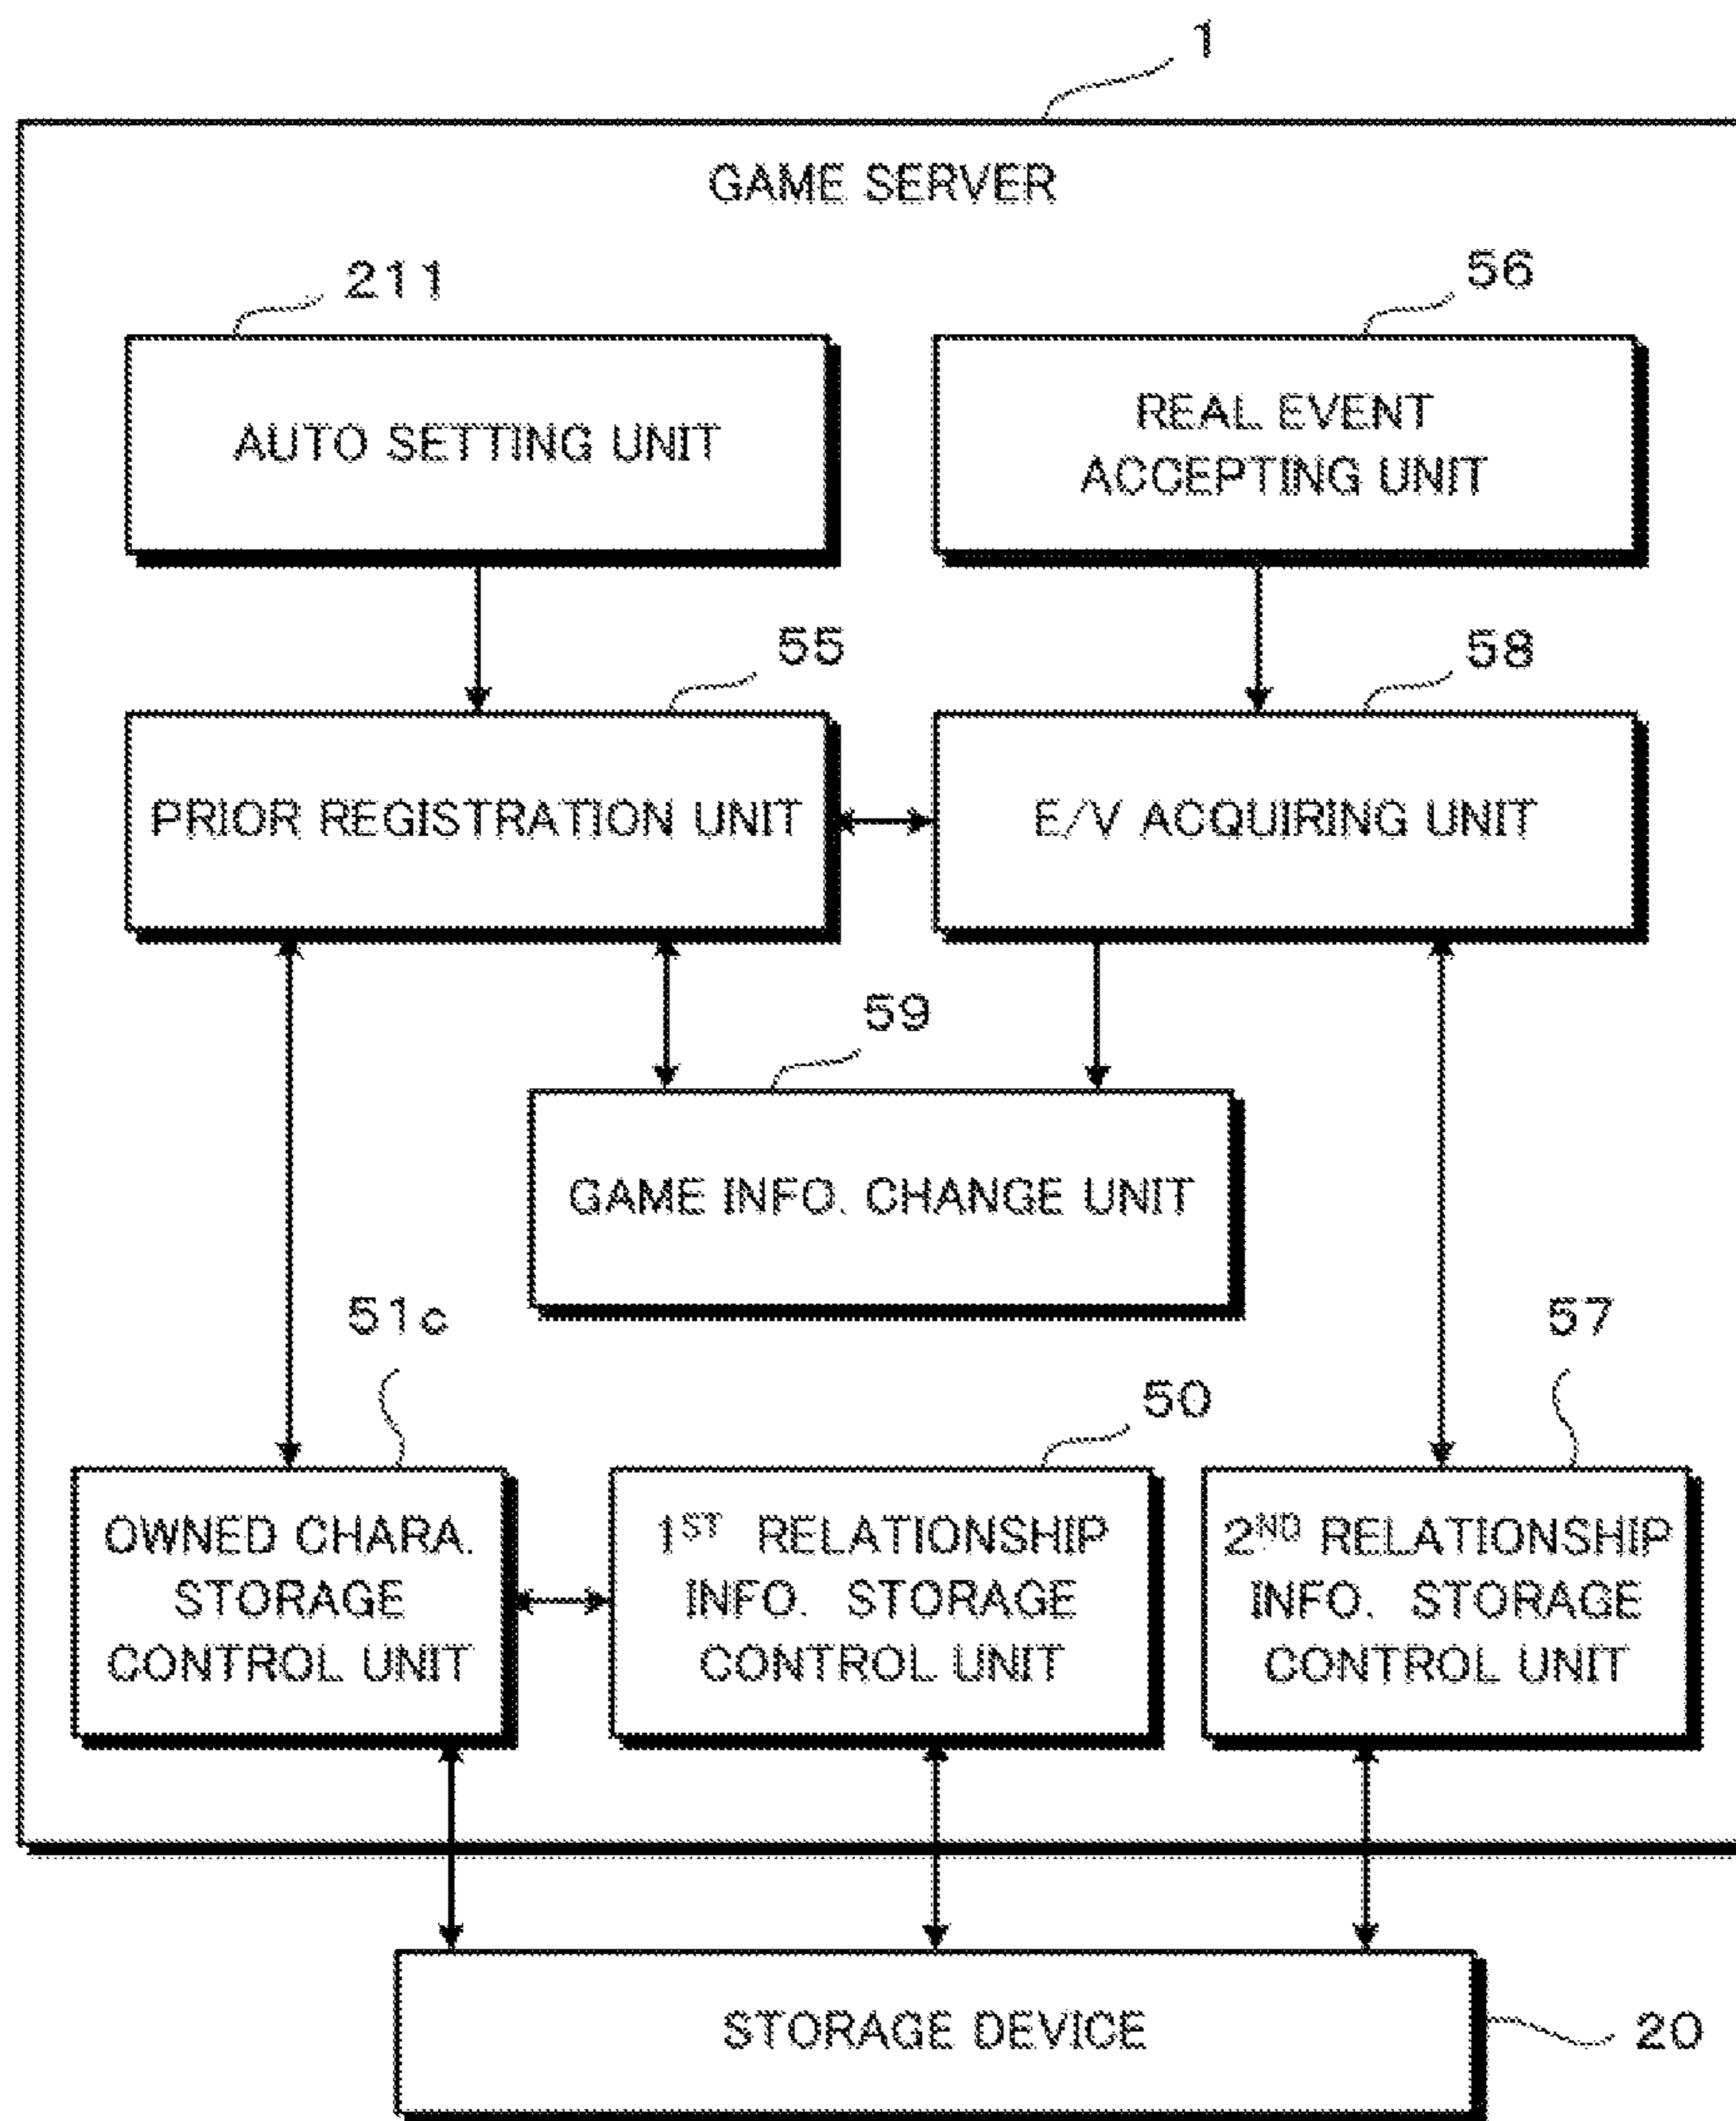 1
GAME SERVER
211
56
AUTO SETTING UNIT
REAL EVENT
ACCEPTING UNIT
55
58
PRIOR REGISTRATION UNIT
E/V ACQUIRING UNIT
59
GAME INFO. CHANGE UNIT
51c
50
57
OWNED CHARA.
STORAGE
CONTROL UNIT
1ST RELATIONSHIP
INFO. STORAGE
CONTROL UNIT
2ND RELATIONSHIP
INFO. STORAGE
CONTROL UNIT
STORAGE DEVICE
20